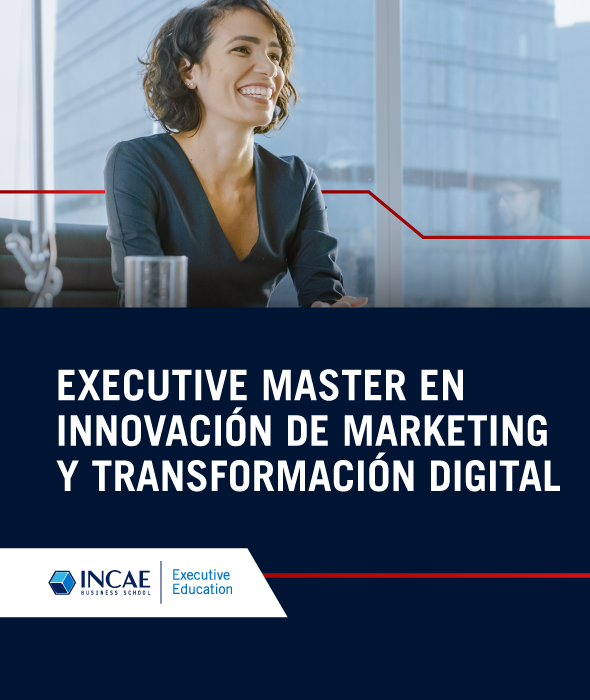 EXECUTIVE MASTER EN
INNOVACIÓN DE MARKETING
Y TRANSFORMACIÓN DIGITAL
INCAE
BUSINESS SCHOOL
Executive
Education